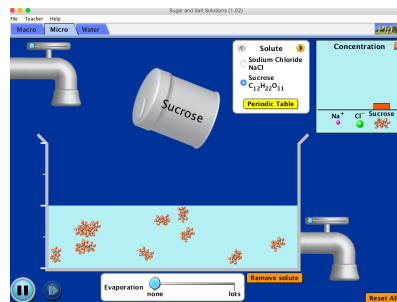 Sugar and Salt Solutions (1.02)
File Teacher Help
Macro Micro Water
Solute
Sodium Chloride
NaCl
Sucrose
C12H22O11
Periodic Table
Concentration
Na+ Cl− Sucrose
Sucrose
Remove solute
Evaporation
none lots
Reset All